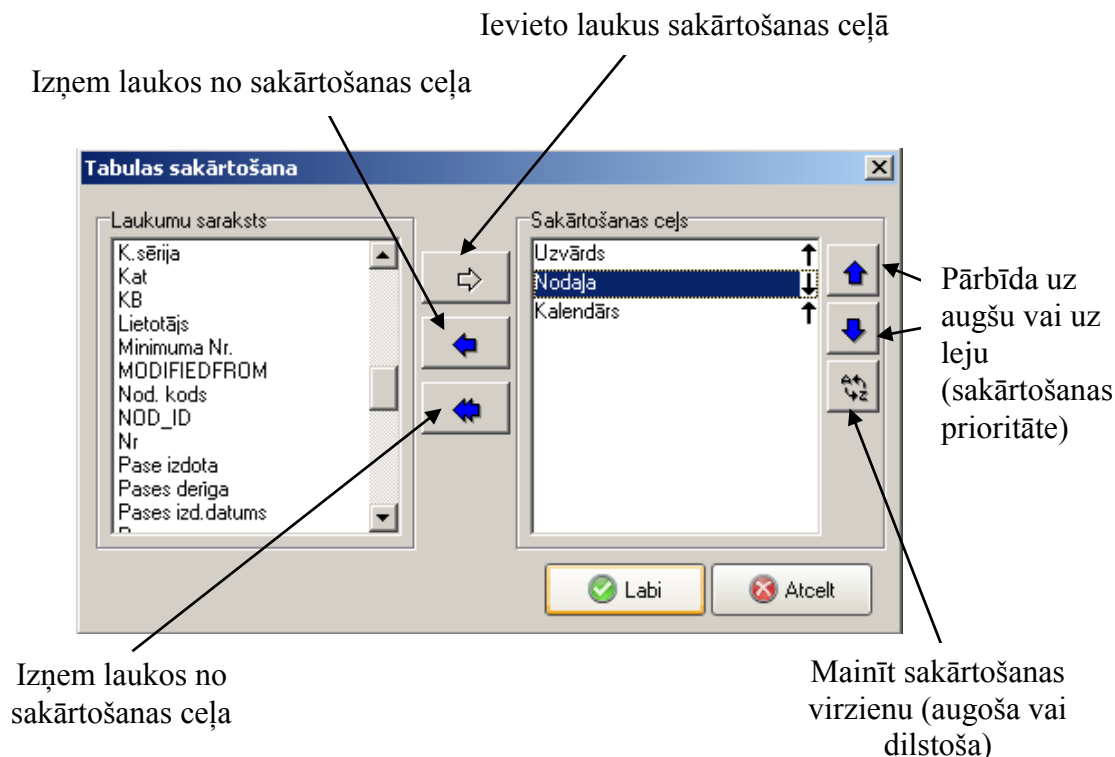 Ievieto laukus sakārtošanas ceļā
Izņem laukos no sakārtošanas ceļa
Tabulas sakārtošana
Laukumu saraksts
K.sērija
Kat
KB
Lietotājs
Minimuma Nr.
MODIFIEDFROM
Nod. kods
NOD_ID
Nr
Pase izdota
Pases derīga
Pases izd.datums
Sakārtošanas ceļs
Uzvārds
Nodaļa
Kalendārs
A
Z
Pārbīda uz
augšu vai uz
leju
(sakārtošanas
prioritāte)
Labi
Atcelt
Izņem laukos no
sakārtošanas ceļa
Mainīt sakārtošanas
virzienu (augoša vai
dilstoša)